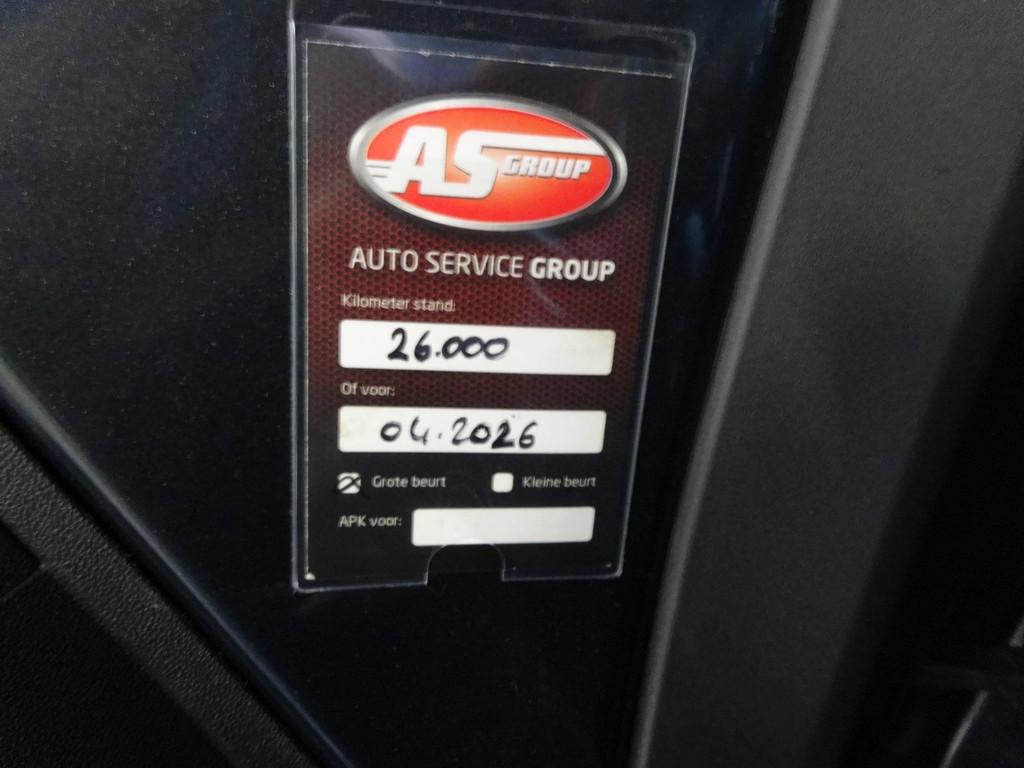 AS GROUP
AUTO SERVICE GROUP
Kilometer stand:
26.000
Of voor:
04.2026
Grote beurt Kleine beurt
APK voor: